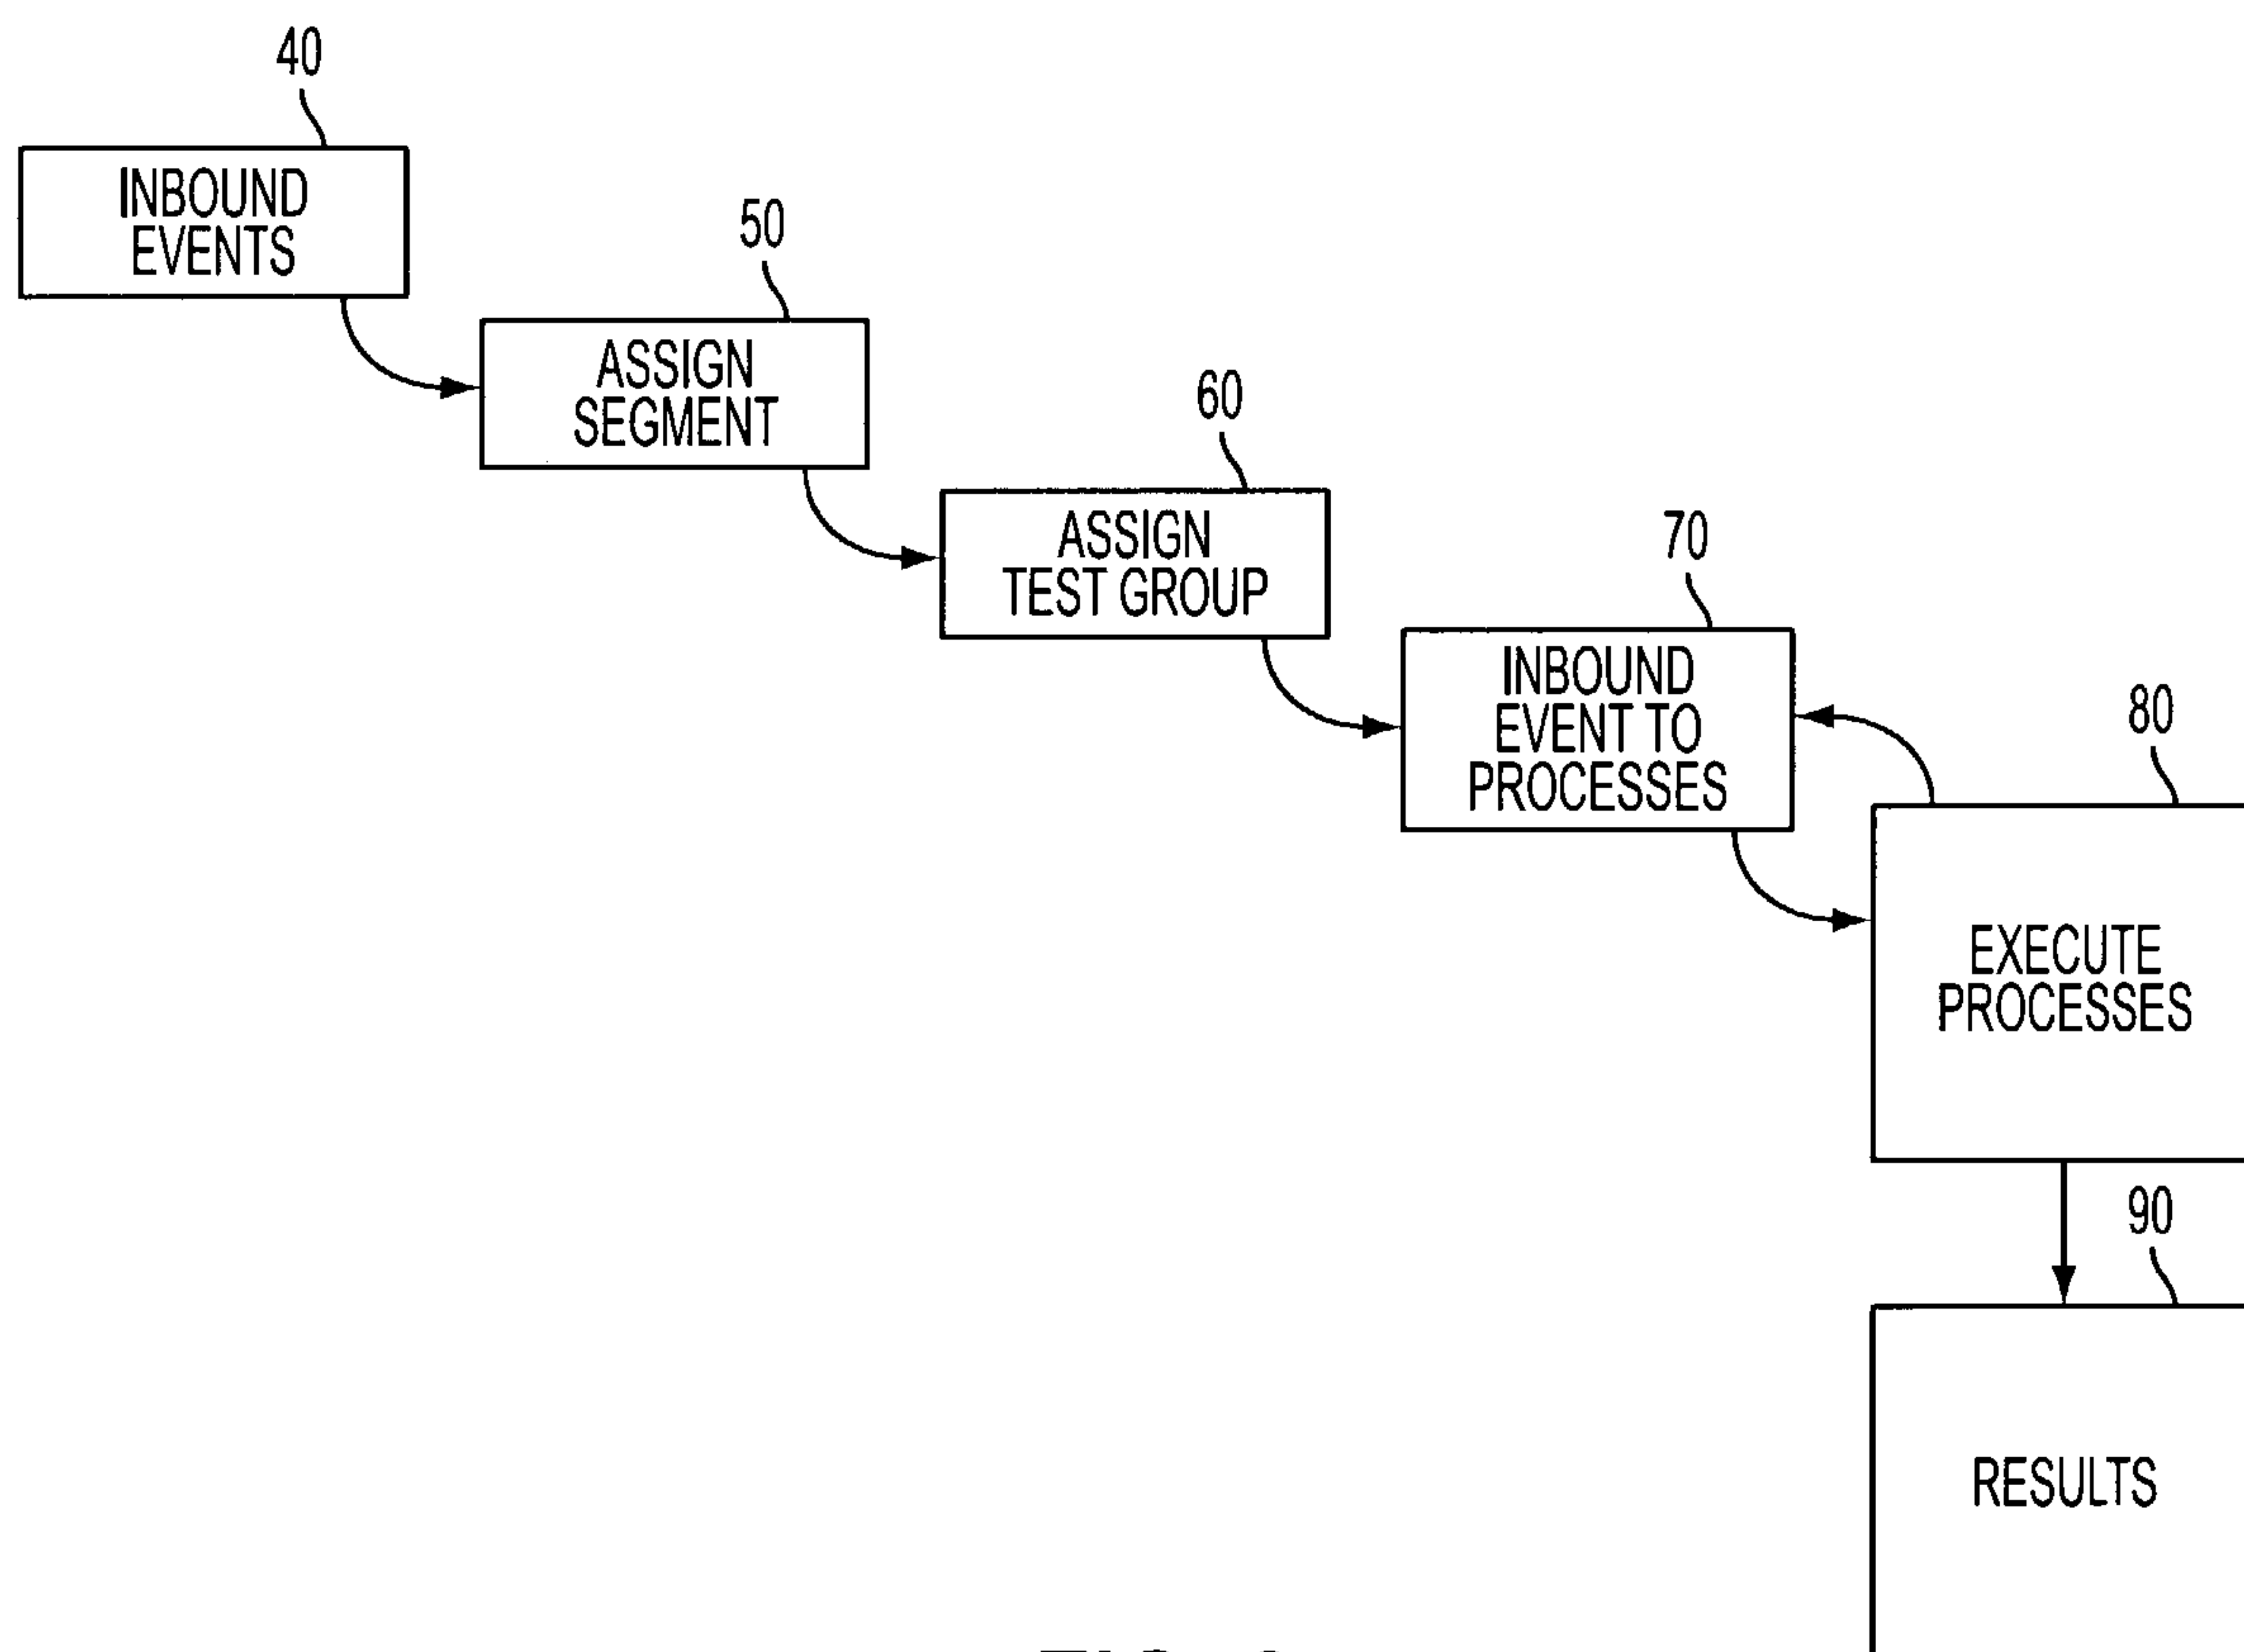 40
INBOUND
EVENTS
50
ASSIGN
SEGMENT
60
ASSIGN
TEST GROUP
70
INBOUND
EVENT TO
PROCESSES
80
EXECUTE
PROCESSES
90
RESULTS